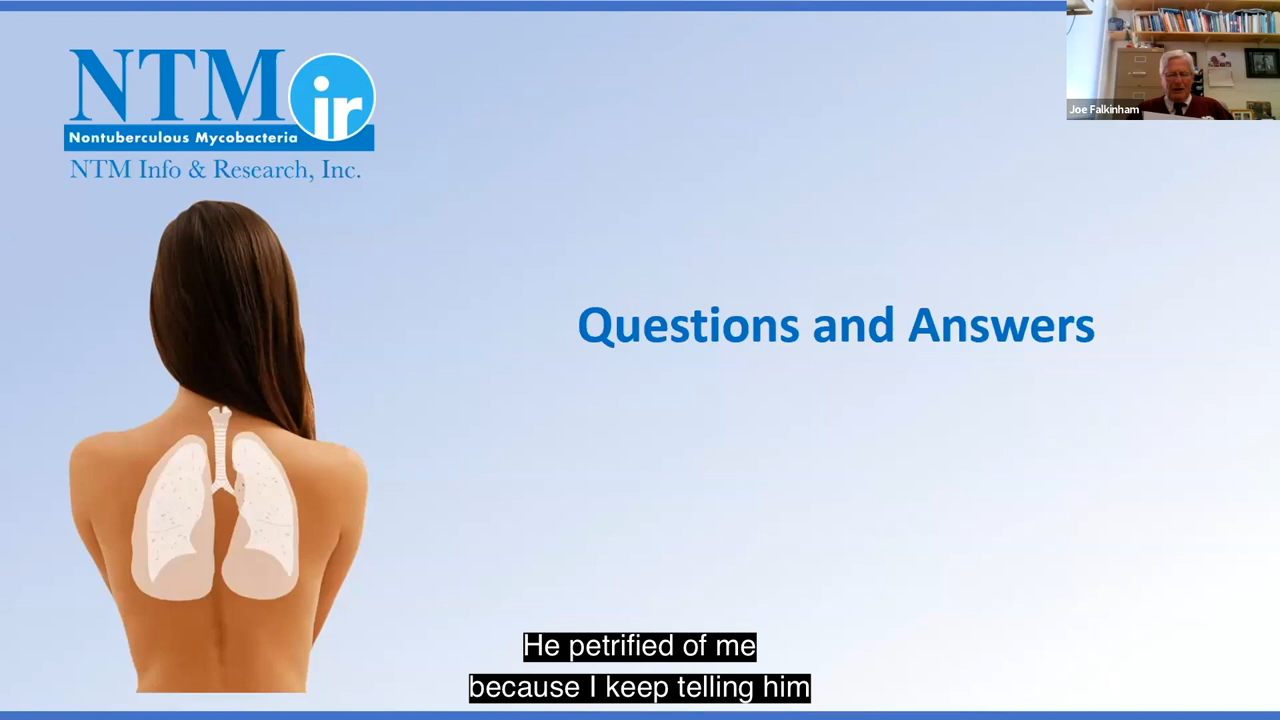 NTM
ir
Nontuberculous Mycobacteria
NTM Info & Research, Inc.
Joe Falkinham
Questions and Answers
He petrified of me
because I keep telling him